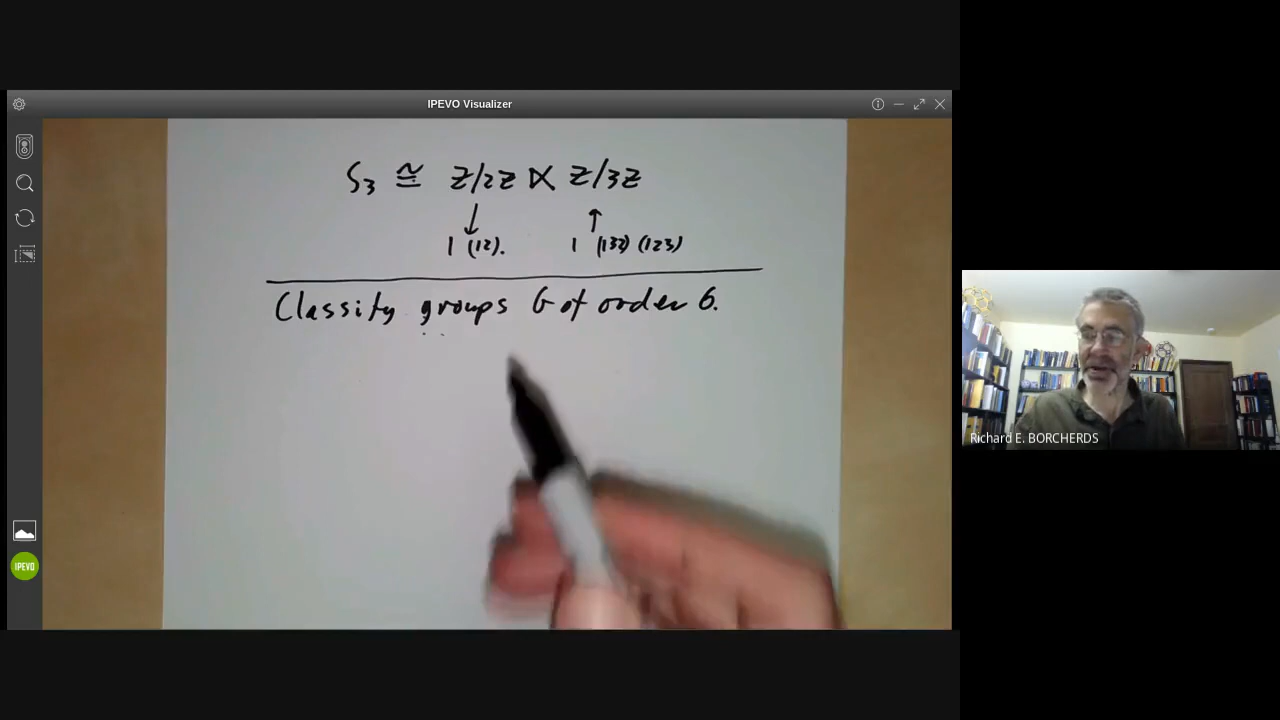 IPEVO Visualizer
S₃ ≅ Z/2Z ⋉ Z/3Z
↓ ↑
1 (12). 1 (132) (123)
Classify groups G of order 6.
IPEVO
Richard E. BORCHERDS